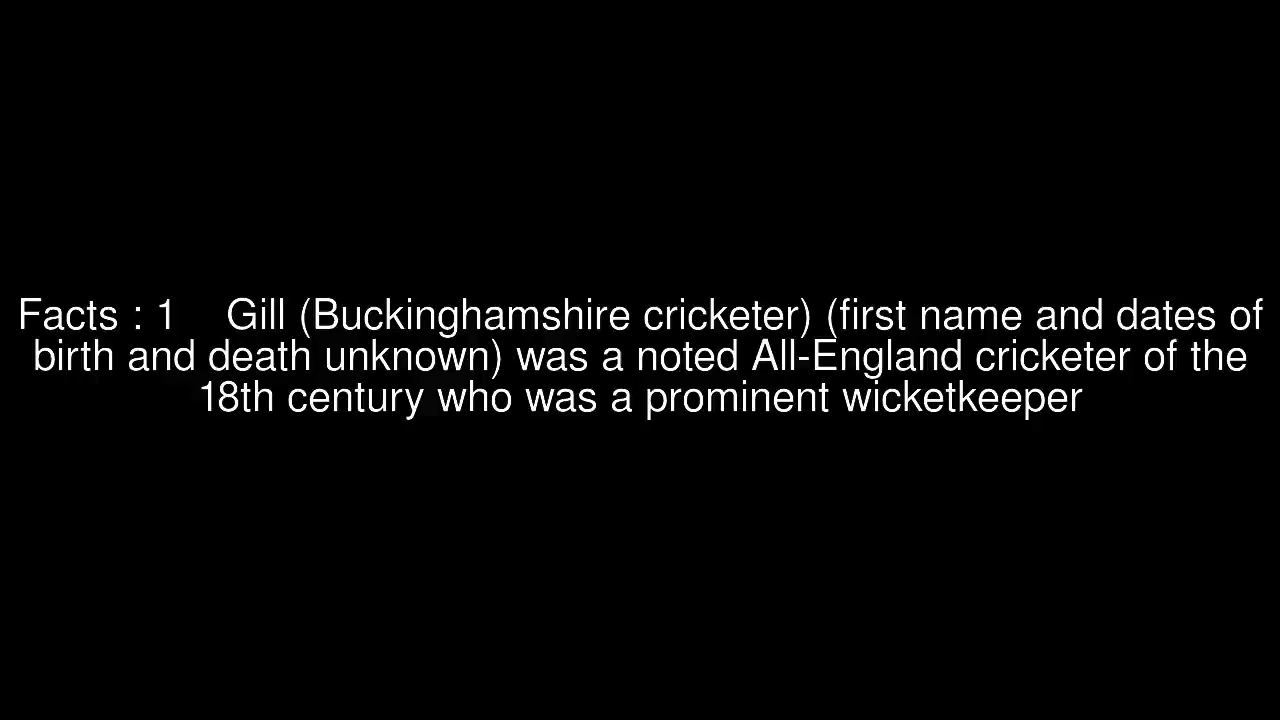 Facts : 1    Gill (Buckinghamshire cricketer) (first name and dates of
birth and death unknown) was a noted All-England cricketer of the
18th century who was a prominent wicketkeeper